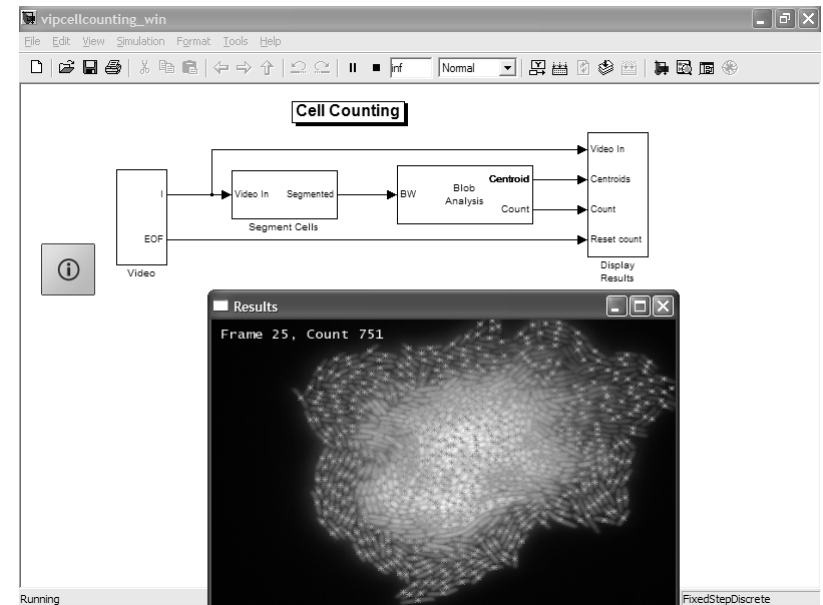 vipcellcounting_win
File Edit View Simulation Format Tools Help
inf Normal
Cell Counting
Video In
I Video In Segmented BW Blob Analysis Centroid Centroids
Count Count
Segment Cells
EOF Reset count
Video
Display
Results
Results
Frame 25, Count 751
Running FixedStepDiscrete